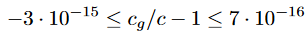 −3 · 10⁻¹⁵ ≤ c_g/c − 1 ≤ 7 · 10⁻¹⁶